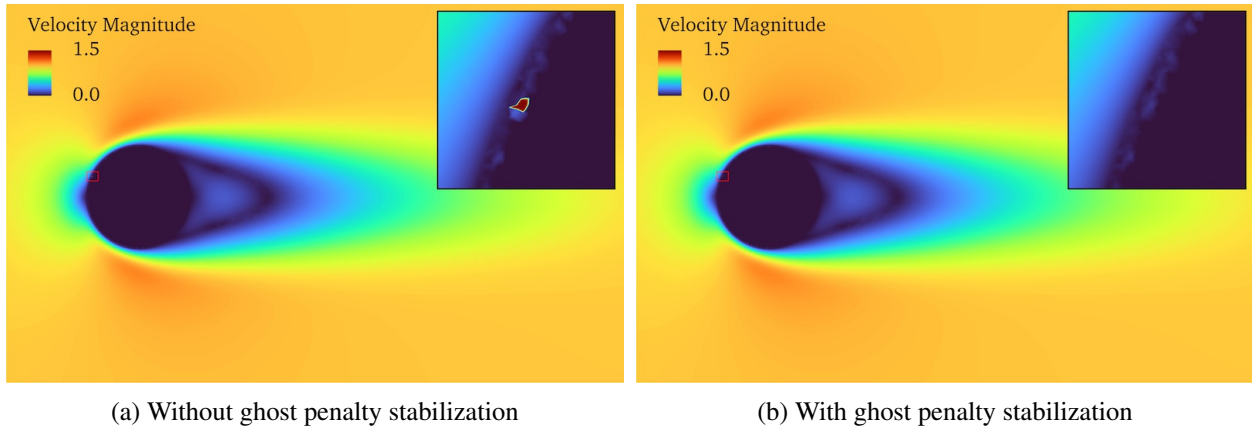 Velocity Magnitude
1.5
0.0
Velocity Magnitude
1.5
0.0
(a) Without ghost penalty stabilization
(b) With ghost penalty stabilization